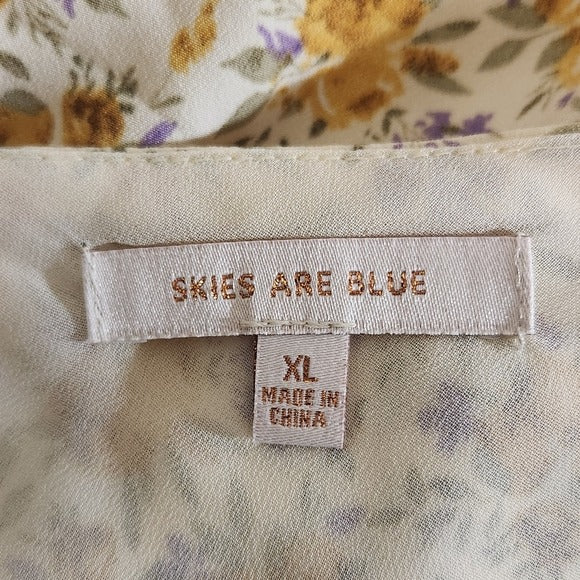 SKIES ARE BLUE
XL
MADE IN
CHINA